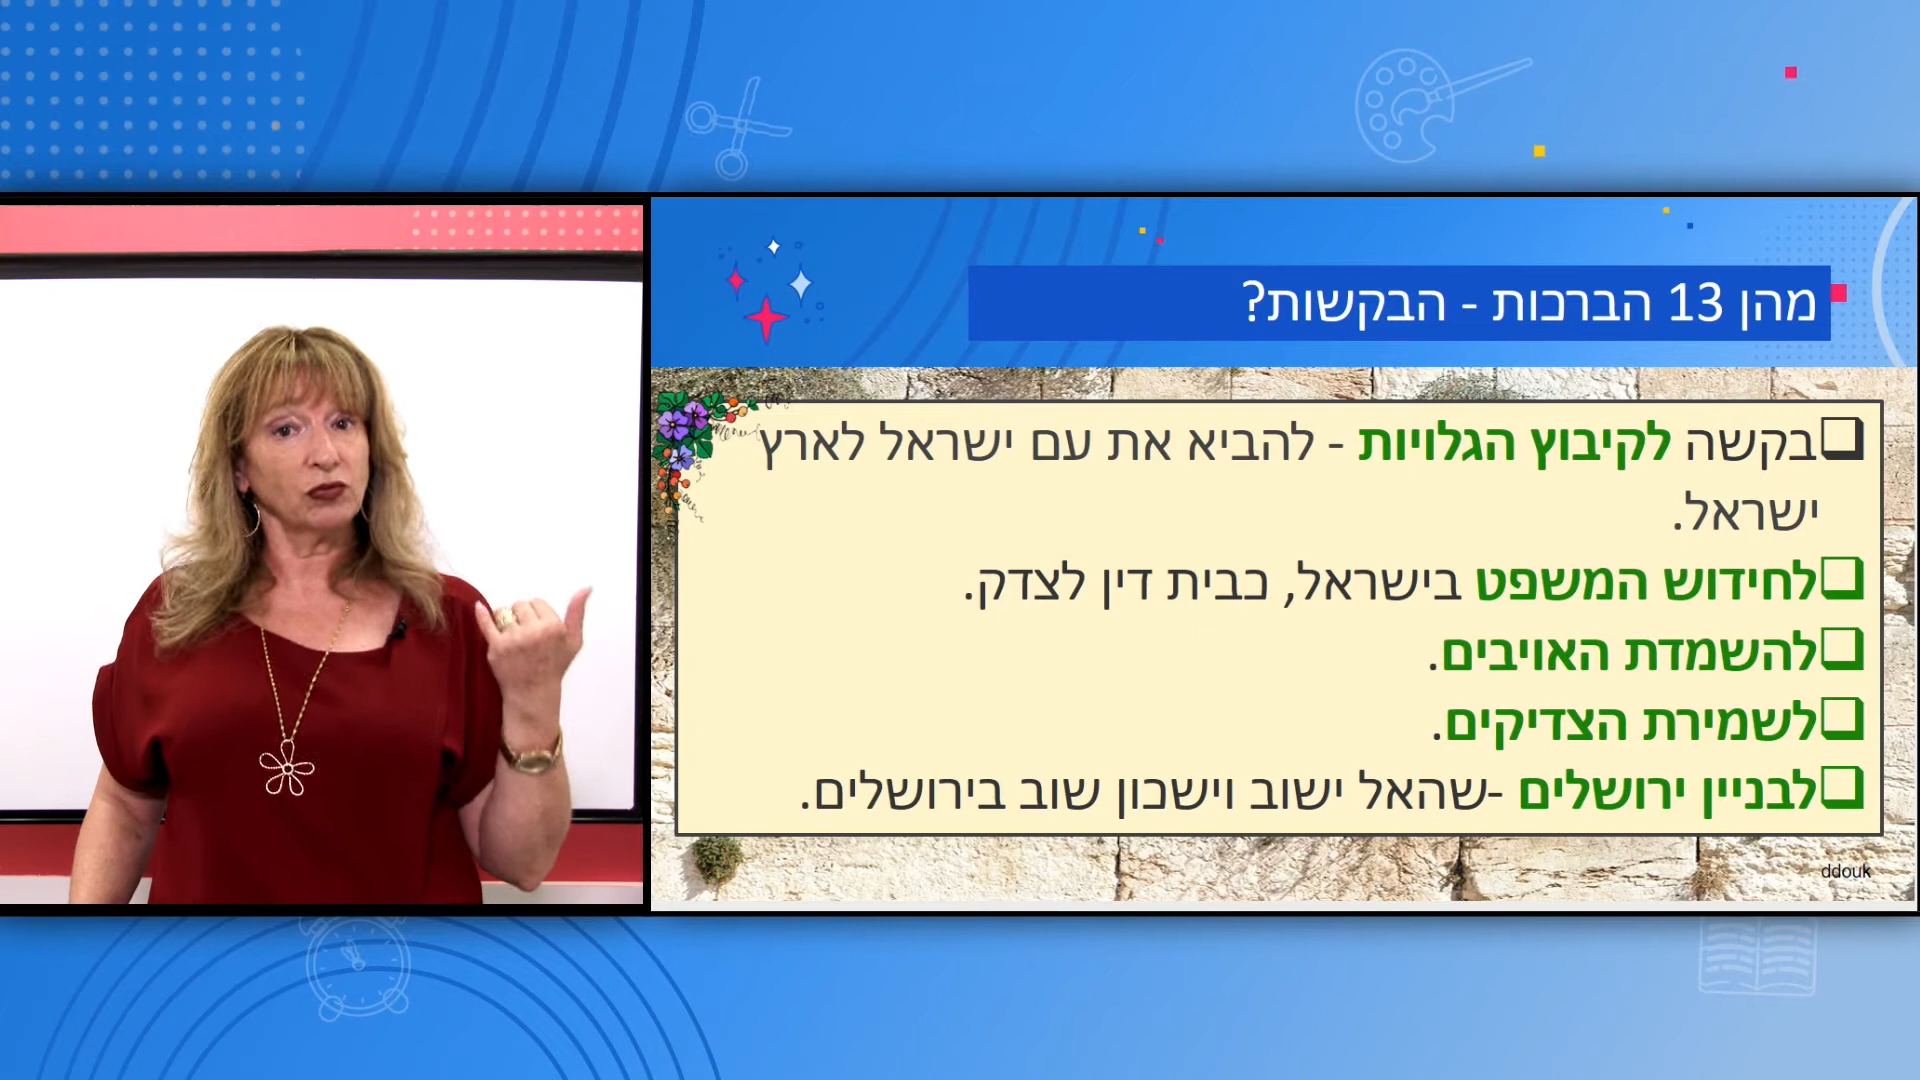 מהן 13 הברכות - הבקשות?
בקשה לקיבוץ הגלויות - להביא את עם ישראל לארץ
ישראל.
לחידוש המשפט בישראל, כבית דין לצדק.
להשמדת האויבים.
לשמירת הצדיקים.
לבניין ירושלים -שהאל ישוב וישכון שוב בירושלים.
ddouk